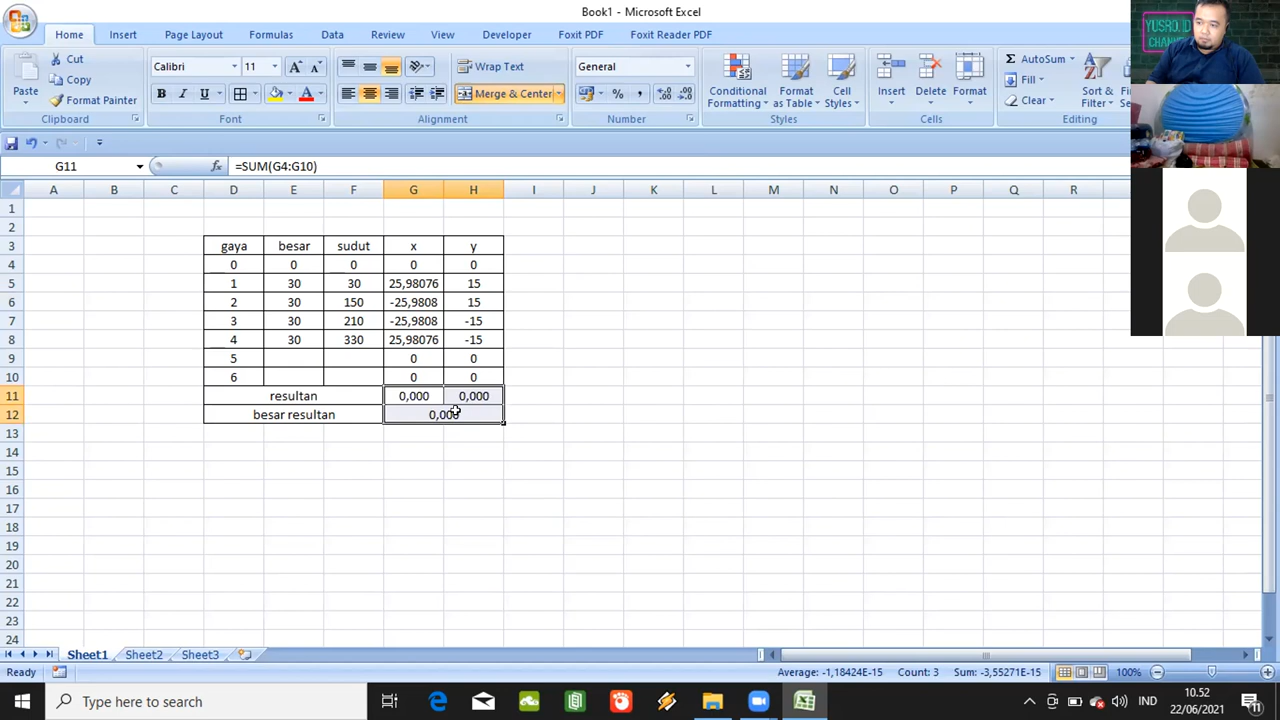 Book1 - Microsoft Excel
Home Insert Page Layout Formulas Data Review View Developer Foxit PDF Foxit Reader PDF
Paste
Cut
Copy
Format Painter
Clipboard
Calibri 11
B I U
Font
Wrap Text
Merge & Center
Alignment
General
% ,
Number
Conditional Formatting
Format as Table
Cell Styles
Styles
Insert
Delete
Format
Cells
AutoSum
Fill
Clear
Sort & Filter
Editing
YUSRO.ID
CHANNEL
G11 =SUM(G4:G10)
A B C D E F G H I J K L M N O P Q R
1
2
3 gaya besar sudut x y
4 0 0 0 0 0
5 1 30 30 25,98076 15
6 2 30 150 -25,9808 15
7 3 30 210 -25,9808 -15
8 4 30 330 25,98076 -15
9 5 0 0
10 6 0 0
11 resultan 0,000 0,000
12 besar resultan 0,000
13
14
15
16
17
18
19
20
21
22
23
24
Sheet1 Sheet2 Sheet3
Ready Average: -1,18424E-15 Count: 3 Sum: -3,55271E-15 100%
Type here to search
IND
10.52
22/06/2021